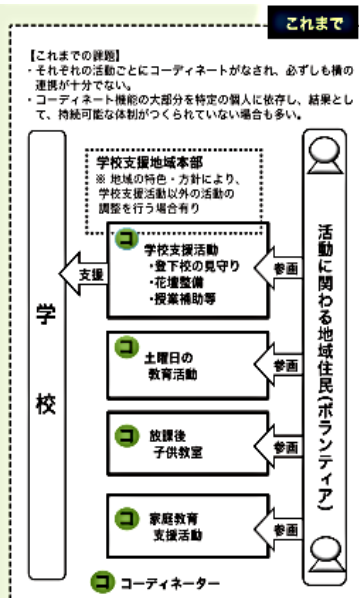 これまで
【これまでの課題】
・それぞれの活動ごとにコーディネートがなされ、必ずしも横の
連携が十分でない。
・コーディネート機能の大部分を特定の個人に依存し、結果とし
て、持続可能な体制がつくられていない場合も多い。
学校支援地域本部
※ 地域の特色・方針により、
学校支援活動以外の活動の
調整を行う場合有り
学校
支援
コ
学校支援活動
・登下校の見守り
・花壇整備
・授業補助等
参画
コ
土曜日の
教育活動
参画
コ
放課後
子供教室
参画
コ
家庭教育
支援活動
参画
活動に関わる地域住民(ボランティア)
コ コーディネーター